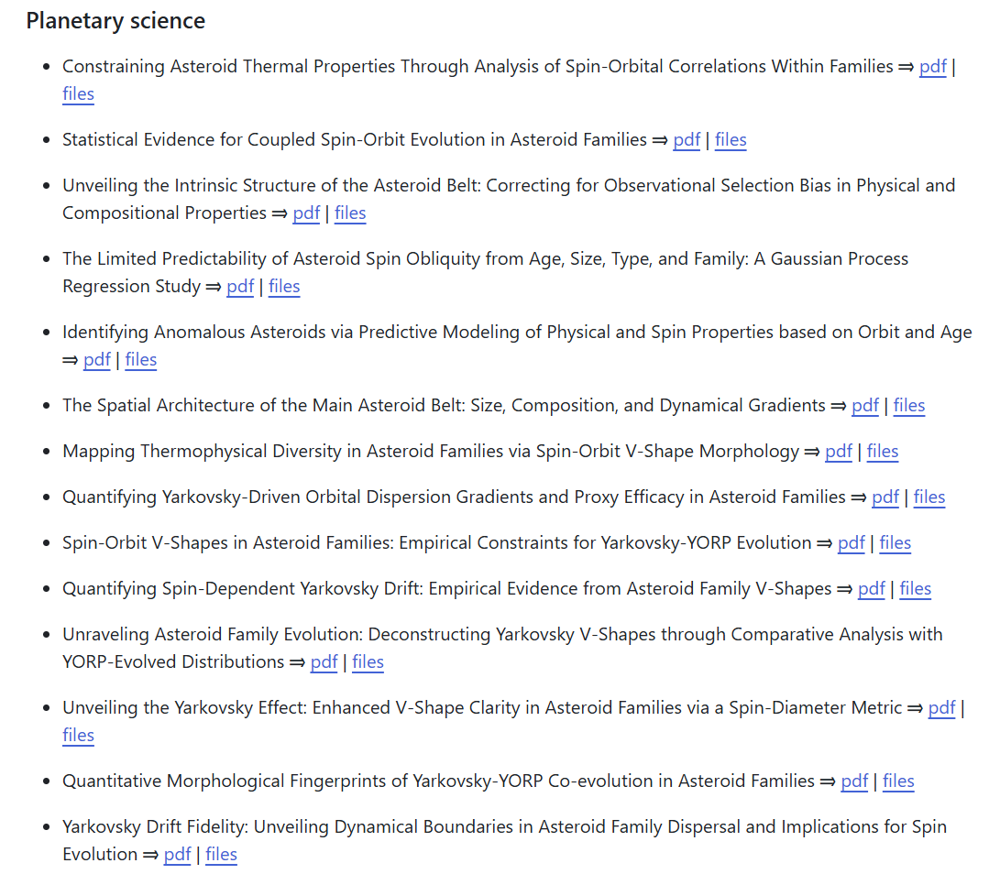 Planetary science
• Constraining Asteroid Thermal Properties Through Analysis of Spin-Orbital Correlations Within Families ⇒ pdf |
files
• Statistical Evidence for Coupled Spin-Orbit Evolution in Asteroid Families ⇒ pdf | files
• Unveiling the Intrinsic Structure of the Asteroid Belt: Correcting for Observational Selection Bias in Physical and
Compositional Properties ⇒ pdf | files
• The Limited Predictability of Asteroid Spin Obliquity from Age, Size, Type, and Family: A Gaussian Process
Regression Study ⇒ pdf | files
• Identifying Anomalous Asteroids via Predictive Modeling of Physical and Spin Properties based on Orbit and Age
⇒ pdf | files
• The Spatial Architecture of the Main Asteroid Belt: Size, Composition, and Dynamical Gradients ⇒ pdf | files
• Mapping Thermophysical Diversity in Asteroid Families via Spin-Orbit V-Shape Morphology ⇒ pdf | files
• Quantifying Yarkovsky-Driven Orbital Dispersion Gradients and Proxy Efficacy in Asteroid Families ⇒ pdf | files
• Spin-Orbit V-Shapes in Asteroid Families: Empirical Constraints for Yarkovsky-YORP Evolution ⇒ pdf | files
• Quantifying Spin-Dependent Yarkovsky Drift: Empirical Evidence from Asteroid Family V-Shapes ⇒ pdf | files
• Unraveling Asteroid Family Evolution: Deconstructing Yarkovsky V-Shapes through Comparative Analysis with
YORP-Evolved Distributions ⇒ pdf | files
• Unveiling the Yarkovsky Effect: Enhanced V-Shape Clarity in Asteroid Families via a Spin-Diameter Metric ⇒ pdf |
files
• Quantitative Morphological Fingerprints of Yarkovsky-YORP Co-evolution in Asteroid Families ⇒ pdf | files
• Yarkovsky Drift Fidelity: Unveiling Dynamical Boundaries in Asteroid Family Dispersal and Implications for Spin
Evolution ⇒ pdf | files